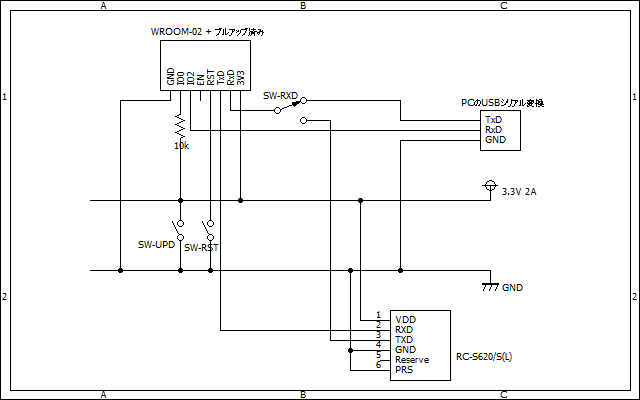 A B C
WROOM-02 + プルアップ済み
GND IO0 IO2 EN RST TxD RxD 3V3
1 1
SW-RXD
PCのUSBシリアル変換
TxD
RxD
GND
10k
3.3V 2A
SW-UPD SW-RST
GND
2 2
1 VDD
2 RXD
3 TXD
4 GND
5 Reserve
6 PRS
RC-S620/S(L)
A B C